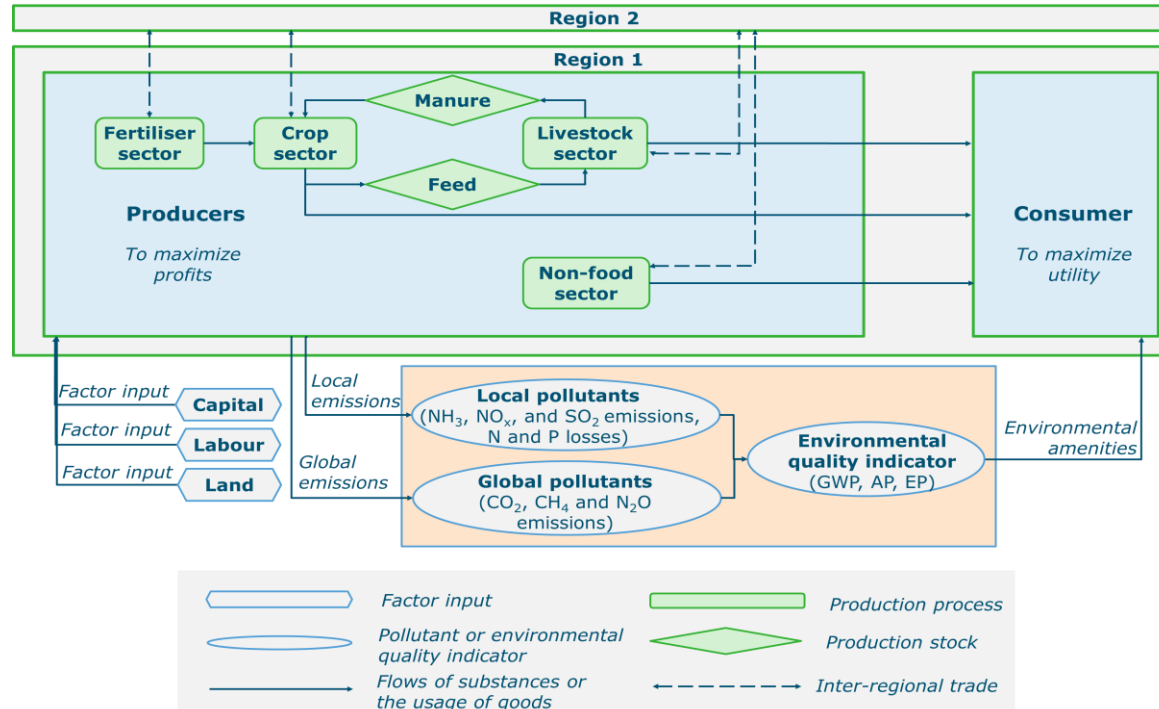 Region 2
Region 1
Manure
Fertiliser
sector
Crop
sector
Livestock
sector
Feed
Producers
To maximize
profits
Consumer
To maximize
utility
Non-food
sector
Factor input
Capital
Factor input
Labour
Factor input
Land
Local
emissions
Global
emissions
Local pollutants
(NH₃, NOₓ, and SO₂ emissions,
N and P losses)
Global pollutants
(CO₂, CH₄ and N₂O
emissions)
Environmental
quality indicator
(GWP, AP, EP)
Environmental
amenities
Factor input
Production process
Pollutant or environmental
quality indicator
Production stock
Flows of substances or
the usage of goods
Inter-regional trade